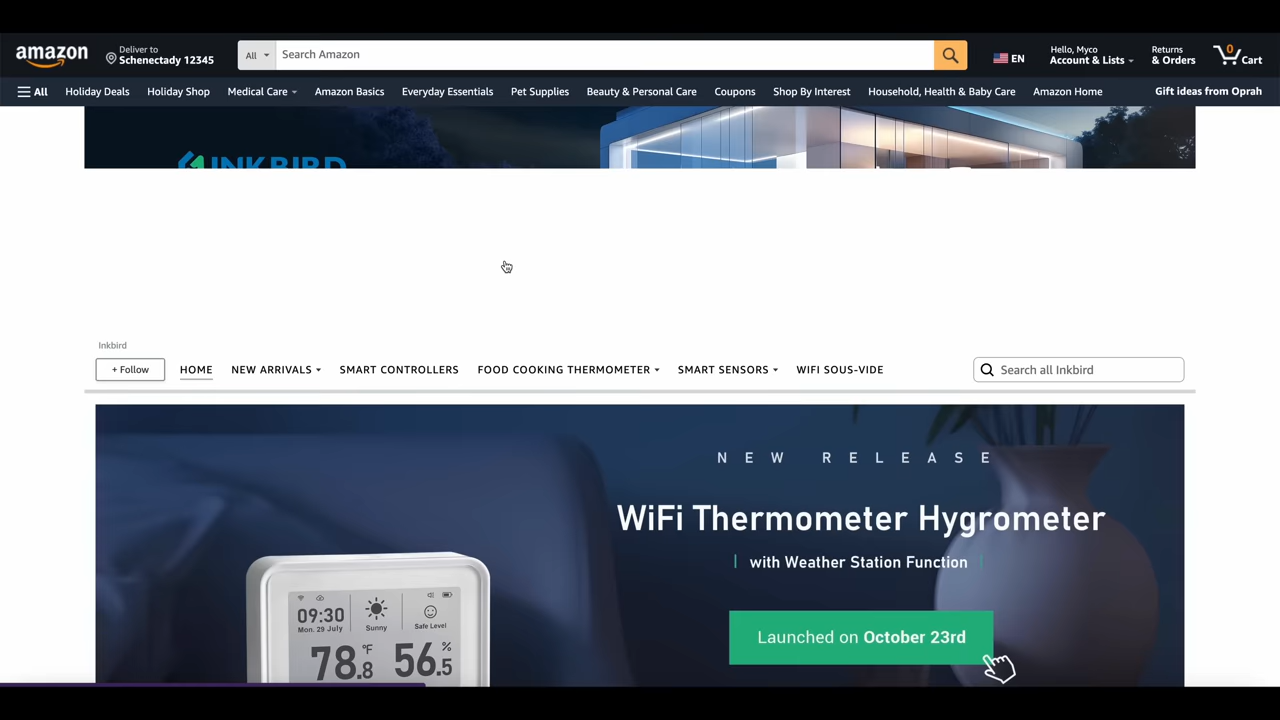 amazon
Deliver to
Schenectady 12345
All
Search Amazon
EN
Hello, Myco
Account & Lists
Returns
& Orders
0
Cart
All
Holiday Deals
Holiday Shop
Medical Care
Amazon Basics
Everyday Essentials
Pet Supplies
Beauty & Personal Care
Coupons
Shop By Interest
Household, Health & Baby Care
Amazon Home
Gift ideas from Oprah
INKBIRD
Inkbird
+ Follow
HOME
NEW ARRIVALS
SMART CONTROLLERS
FOOD COOKING THERMOMETER
SMART SENSORS
WIFI SOUS-VIDE
Search all Inkbird
NEW RELEASE
WiFi Thermometer Hygrometer
with Weather Station Function
Launched on October 23rd
09:30
Mon. 29 July
Sunny
Safe Level
78.8 °F
56.5 %